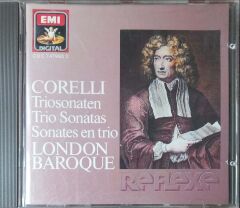 EMI
DIGITAL
CORELLI
Triosonaten
Trio Sonatas
Sonates en trio
LONDON
BAROQUE
REFLEXE